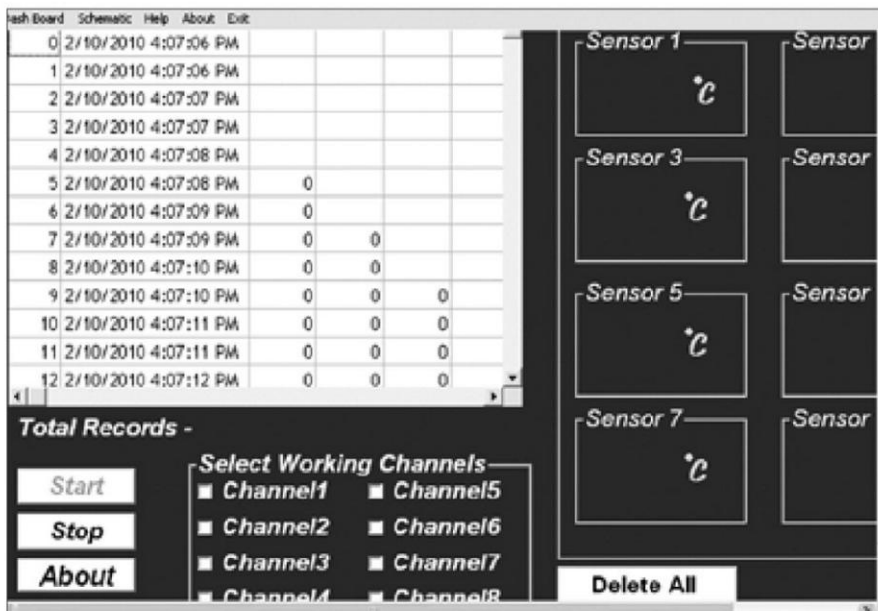 ash Board Schematic Help About Exit
0 2/10/2010 4:07:06 PM
1 2/10/2010 4:07:06 PM
2 2/10/2010 4:07:07 PM
3 2/10/2010 4:07:07 PM
4 2/10/2010 4:07:08 PM
5 2/10/2010 4:07:08 PM 0
6 2/10/2010 4:07:09 PM 0
7 2/10/2010 4:07:09 PM 0 0
8 2/10/2010 4:07:10 PM 0 0
9 2/10/2010 4:07:10 PM 0 0 0
10 2/10/2010 4:07:11 PM 0 0 0
11 2/10/2010 4:07:11 PM 0 0 0
12 2/10/2010 4:07:12 PM 0 0 0
Total Records -
Start
Stop
About
Select Working Channels
Channel1 Channel5
Channel2 Channel6
Channel3 Channel7
Channel4 Channel8
Sensor 1 Sensor
°C
Sensor 3 Sensor
°C
Sensor 5 Sensor
°C
Sensor 7 Sensor
°C
Delete All